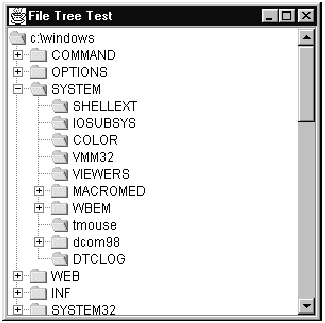 File Tree Test
c:\windows
COMMAND
OPTIONS
SYSTEM
SHELLEXT
IOSUBSYS
COLOR
VMM32
VIEWERS
MACROMED
WBEM
tmouse
dcom98
DTCLOG
WEB
INF
SYSTEM32